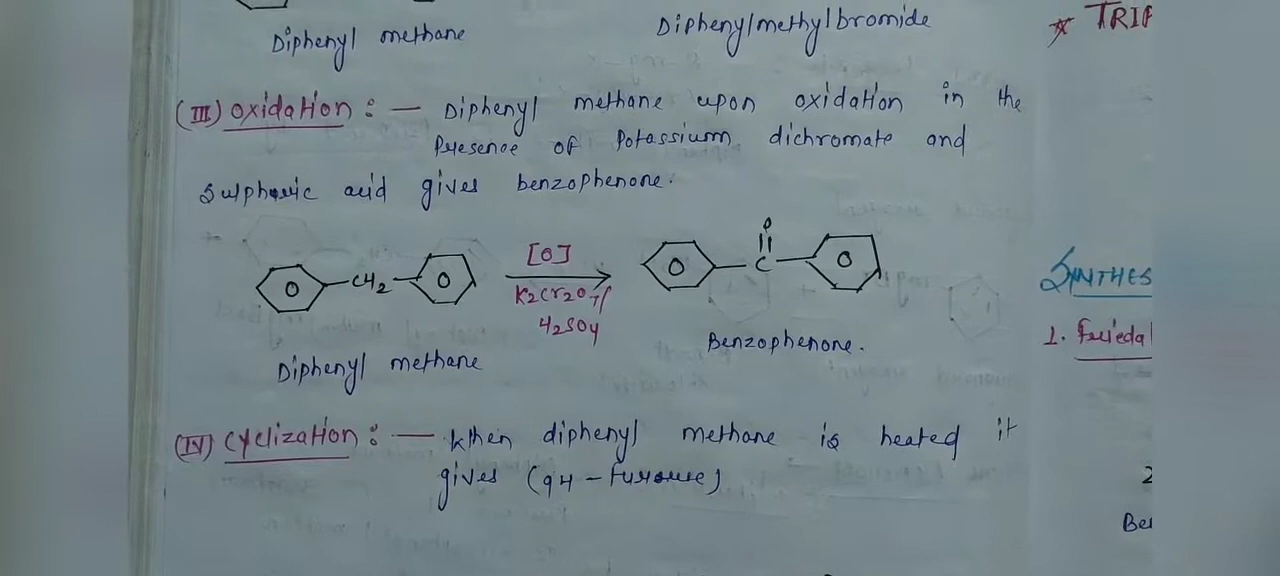 Diphenyl methane
Diphenylmethylbromide
(III) Oxidation : — Diphenyl methane upon oxidation in the
Presence of Potassium dichromate and
Sulphuric acid gives benzophenone.
CH2
[O]
K2Cr2O7/
H2SO4
O
C
Benzophenone.
Diphenyl methane
(IV) Cyclization : — When diphenyl methane is heated it
gives (9H-
* TRIP
SYNTHES
1. Friedal
2
Ben